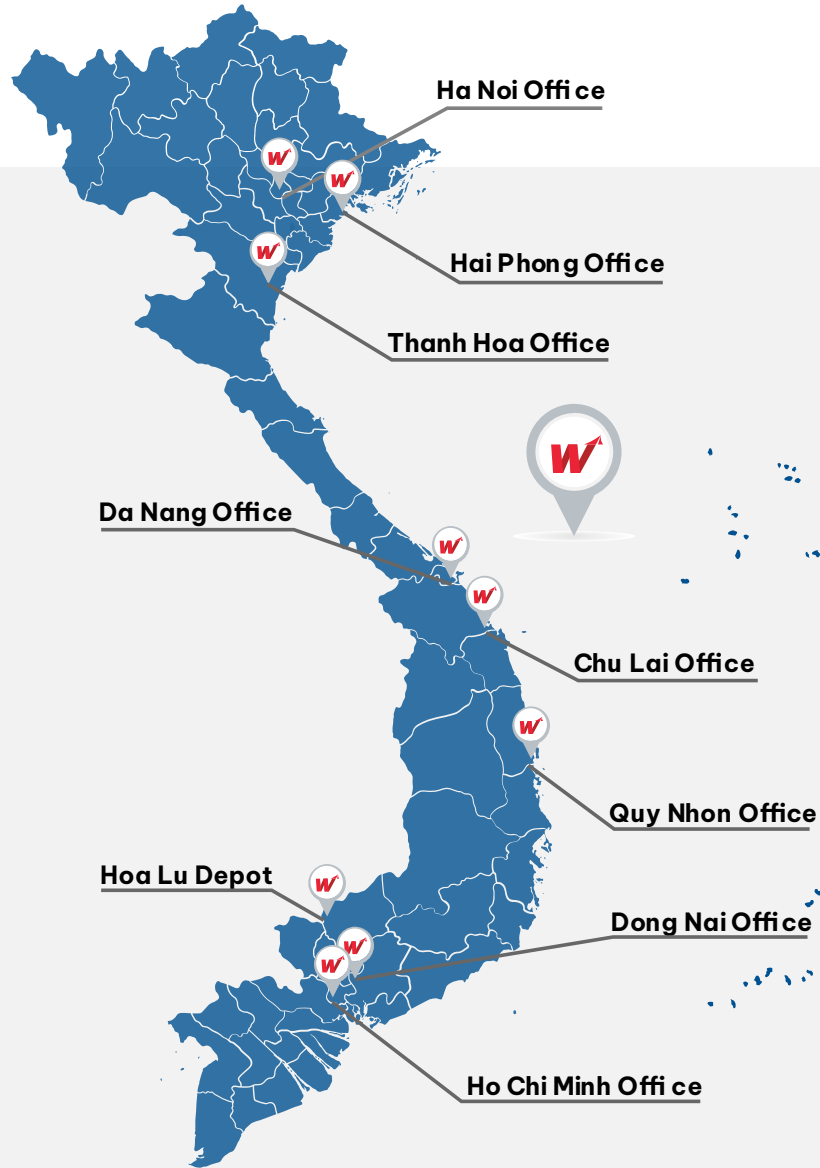 Ha Noi Office
Hai Phong Office
Thanh Hoa Office
Da Nang Office
Chu Lai Office
Quy Nhon Office
Hoa Lu Depot
Dong Nai Office
Ho Chi Minh Office